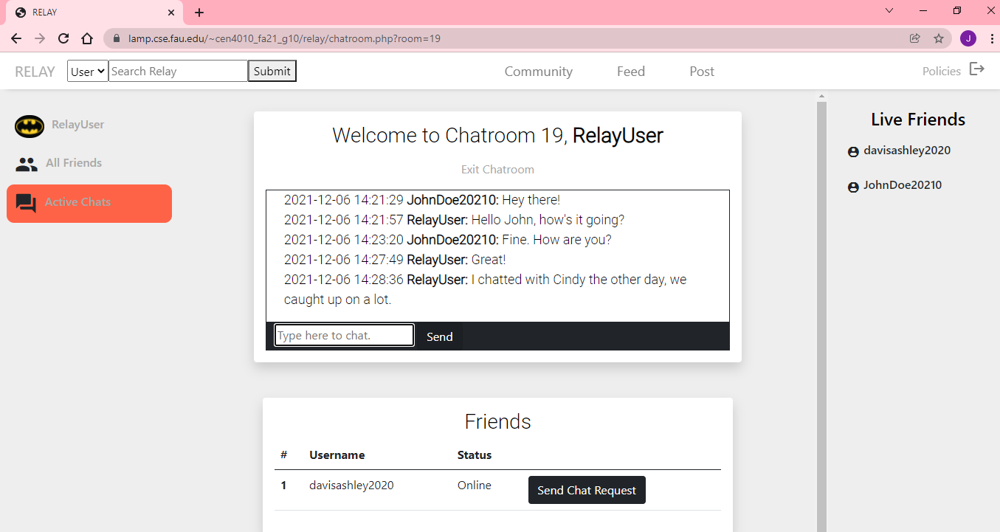 RELAY
lamp.cse.fau.edu/~cen4010_fa21_g10/relay/chatroom.php?room=19
J
RELAY User Search Relay Submit Community Feed Post Policies
RelayUser
All Friends
Active Chats
Welcome to Chatroom 19, RelayUser
Exit Chatroom
2021-12-06 14:21:29 JohnDoe20210: Hey there!
2021-12-06 14:21:57 RelayUser: Hello John, how's it going?
2021-12-06 14:23:20 JohnDoe20210: Fine. How are you?
2021-12-06 14:27:49 RelayUser: Great!
2021-12-06 14:28:36 RelayUser: I chatted with Cindy the other day, we
caught up on a lot.
Type here to chat. Send
Friends
# Username Status
1 davisashley2020 Online Send Chat Request
Live Friends
davisashley2020
JohnDoe20210